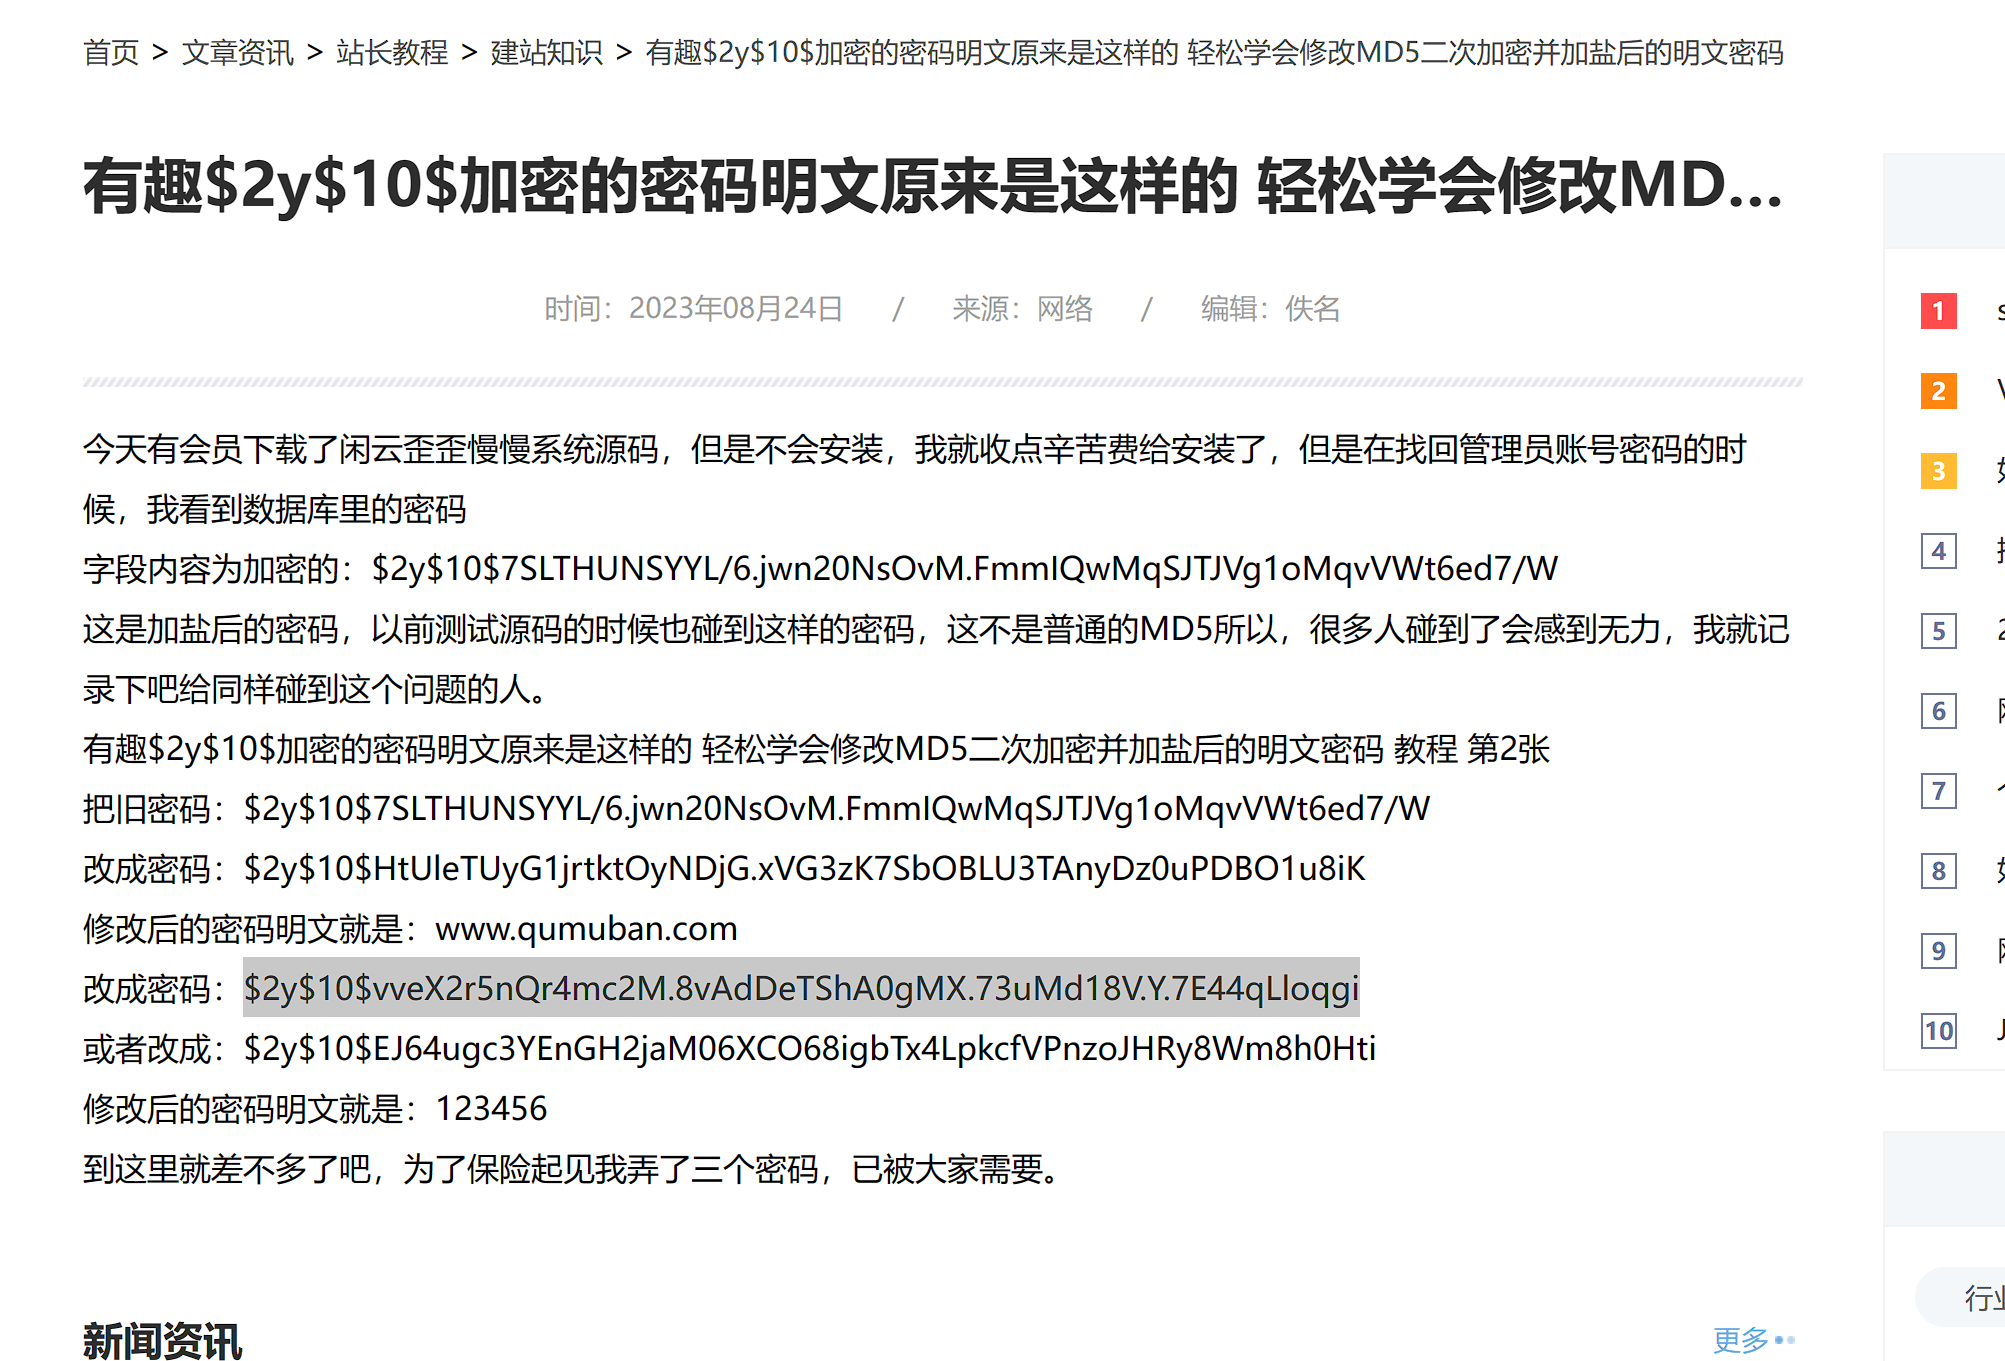 首页 > 文章资讯 > 站长教程 > 建站知识 > 有趣$2y$10$加密的密码明文原来是这样的 轻松学会修改MD5二次加密并加盐后的明文密码
有趣$2y$10$加密的密码明文原来是这样的 轻松学会修改MD...
时间：2023年08月24日 / 来源：网络 / 编辑：佚名
今天有会员下载了闲云歪歪慢慢系统源码，但是不会安装，我就收点辛苦费给安装了，但是在找回管理员账号密码的时
候，我看到数据库里的密码
字段内容为加密的：$2y$10$7SLTHUNSYYL/6.jwn20NsOvM.FmmIQwMqSJTJVg1oMqvVWt6ed7/W
这是加盐后的密码，以前测试源码的时候也碰到这样的密码，这不是普通的MD5所以，很多人碰到了会感到无力，我就记
录下吧给同样碰到这个问题的人。
有趣$2y$10$加密的密码明文原来是这样的 轻松学会修改MD5二次加密并加盐后的明文密码 教程 第2张
把旧密码：$2y$10$7SLTHUNSYYL/6.jwn20NsOvM.FmmIQwMqSJTJVg1oMqvVWt6ed7/W
改成密码：$2y$10$HtUleTUyG1jrtktOyNDjG.xVG3zK7SbOBLU3TAnyDz0uPDBO1u8iK
修改后的密码明文就是：www.qumuban.com
改成密码：$2y$10$vveX2r5nQr4mc2M.8vAdDeTShA0gMX.73uMd18V.Y.7E44qLloqgi
或者改成：$2y$10$EJ64ugc3YEnGH2jaM06XCO68igbTx4LpkcfVPnzoJHRy8Wm8h0Hti
修改后的密码明文就是：123456
到这里就差不多了吧，为了保险起见我弄了三个密码，已被大家需要。
新闻资讯
更多
1
2
3
4
5
6
7
8
9
10
行业